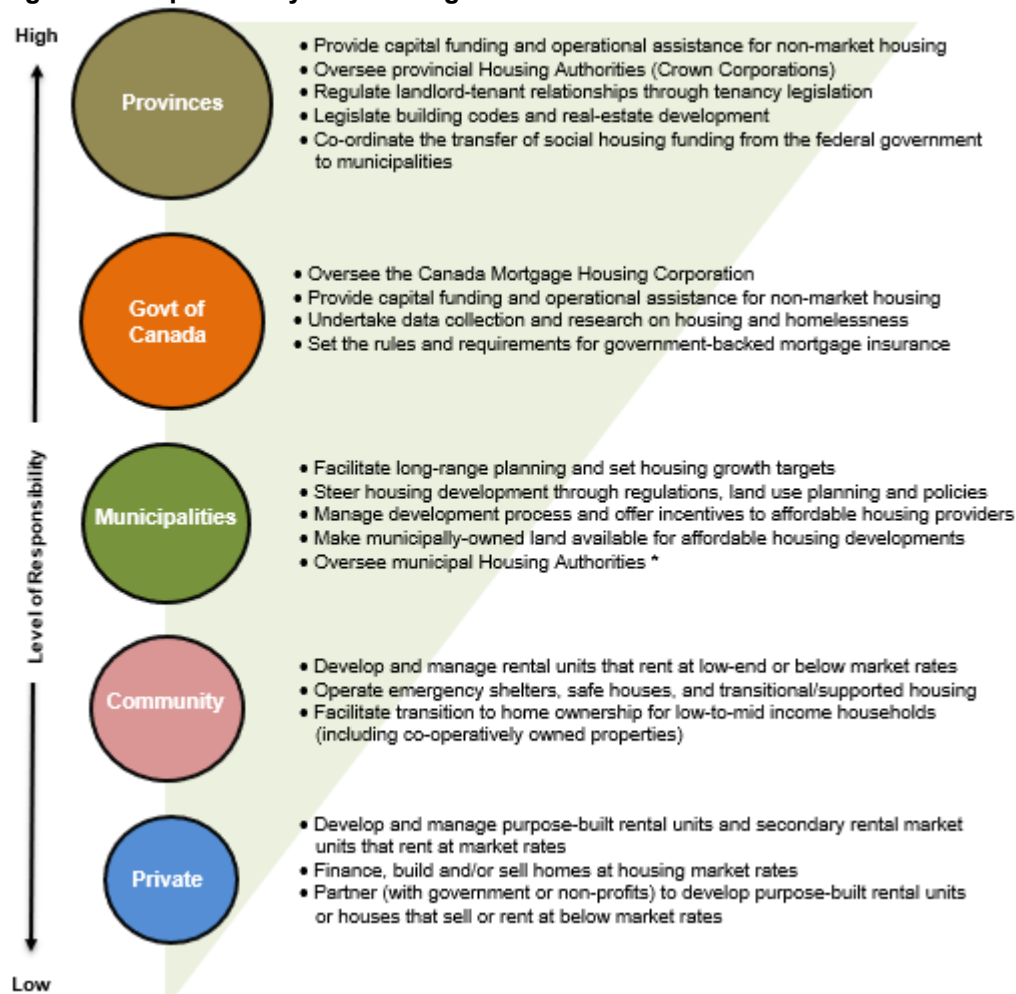 High
Provinces
• Provide capital funding and operational assistance for non-market housing
• Oversee provincial Housing Authorities (Crown Corporations)
• Regulate landlord-tenant relationships through tenancy legislation
• Legislate building codes and real-estate development
• Co-ordinate the transfer of social housing funding from the federal government
to municipalities
Govt of
Canada
• Oversee the Canada Mortgage Housing Corporation
• Provide capital funding and operational assistance for non-market housing
• Undertake data collection and research on housing and homelessness
• Set the rules and requirements for government-backed mortgage insurance
Level of Responsibility
Municipalities
• Facilitate long-range planning and set housing growth targets
• Steer housing development through regulations, land use planning and policies
• Manage development process and offer incentives to affordable housing providers
• Make municipally-owned land available for affordable housing developments
• Oversee municipal Housing Authorities *
Community
• Develop and manage rental units that rent at low-end or below market rates
• Operate emergency shelters, safe houses, and transitional/supported housing
• Facilitate transition to home ownership for low-to-mid income households
(including co-operatively owned properties)
Private
• Develop and manage purpose-built rental units and secondary rental market
units that rent at market rates
• Finance, build and/or sell homes at housing market rates
• Partner (with government or non-profits) to develop purpose-built rental units
or houses that sell or rent at below market rates
Low